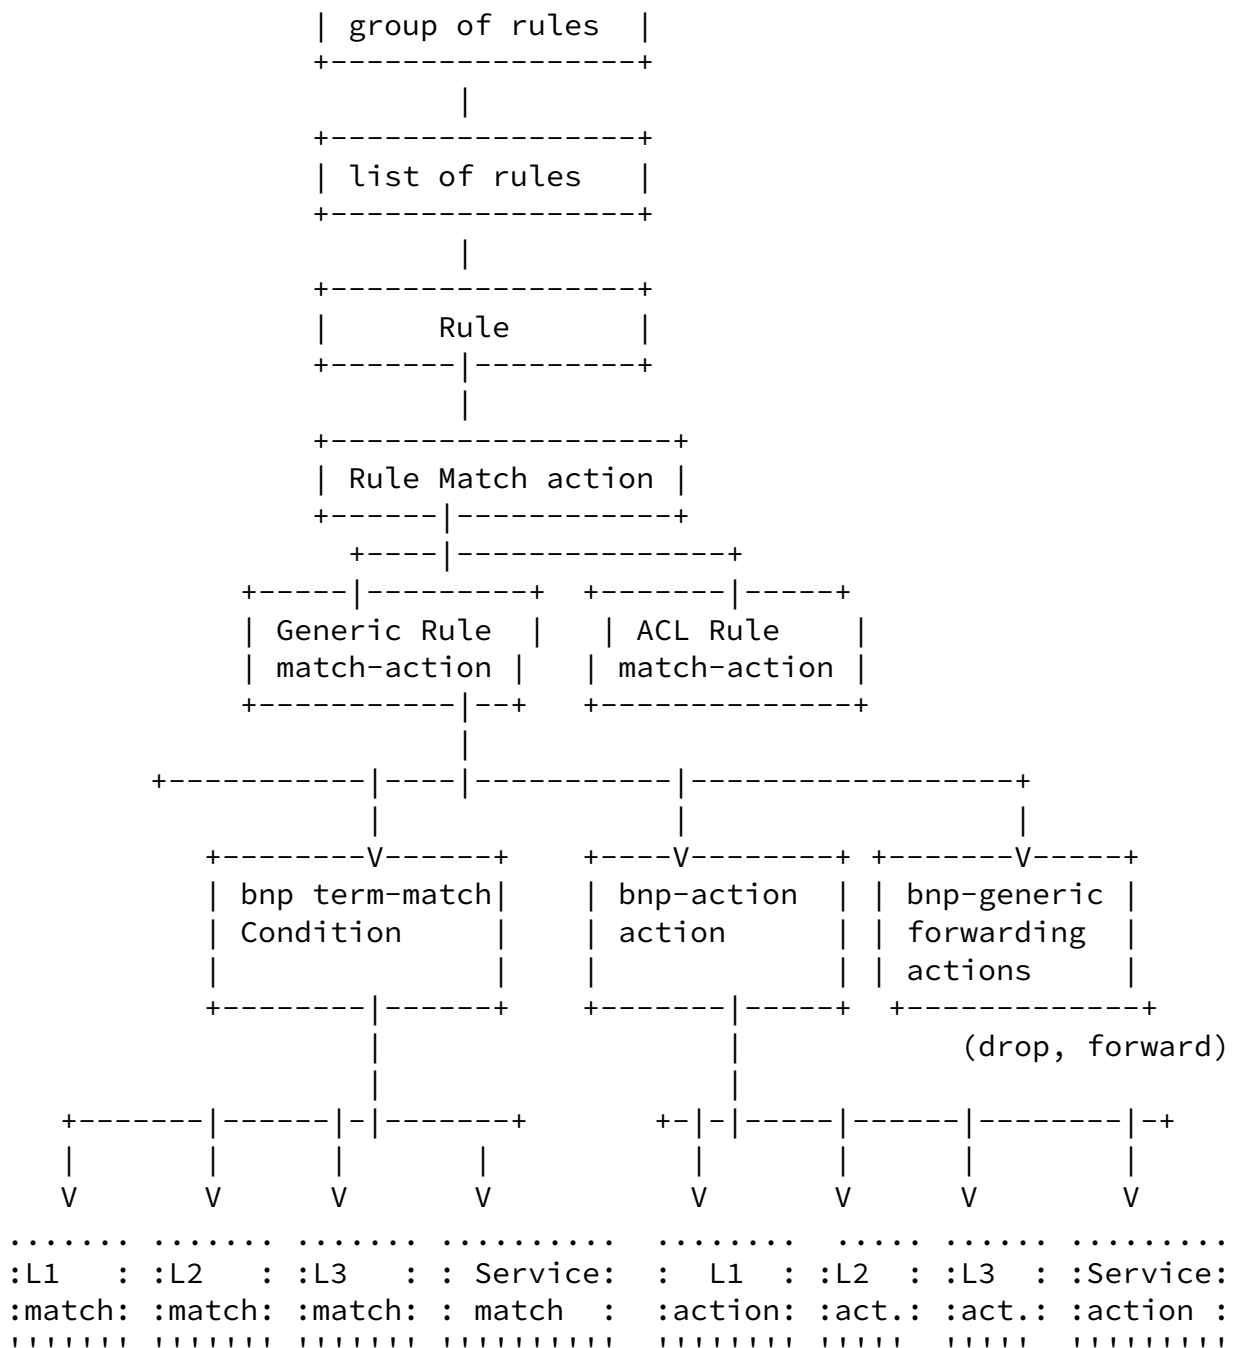 group of rules
list of rules
Rule
Rule Match action
Generic Rule ACL Rule
match-action match-action
V V V
bnp term-match bnp-action bnp-generic
Condition action forwarding
actions
(drop, forward)
V V V V V V V V
:L1 : :L2 : :L3 : : Service: : L1 : :L2 : :L3 : :Service:
:match: :match: :match: : match : :action: :act.: :act.: :action :